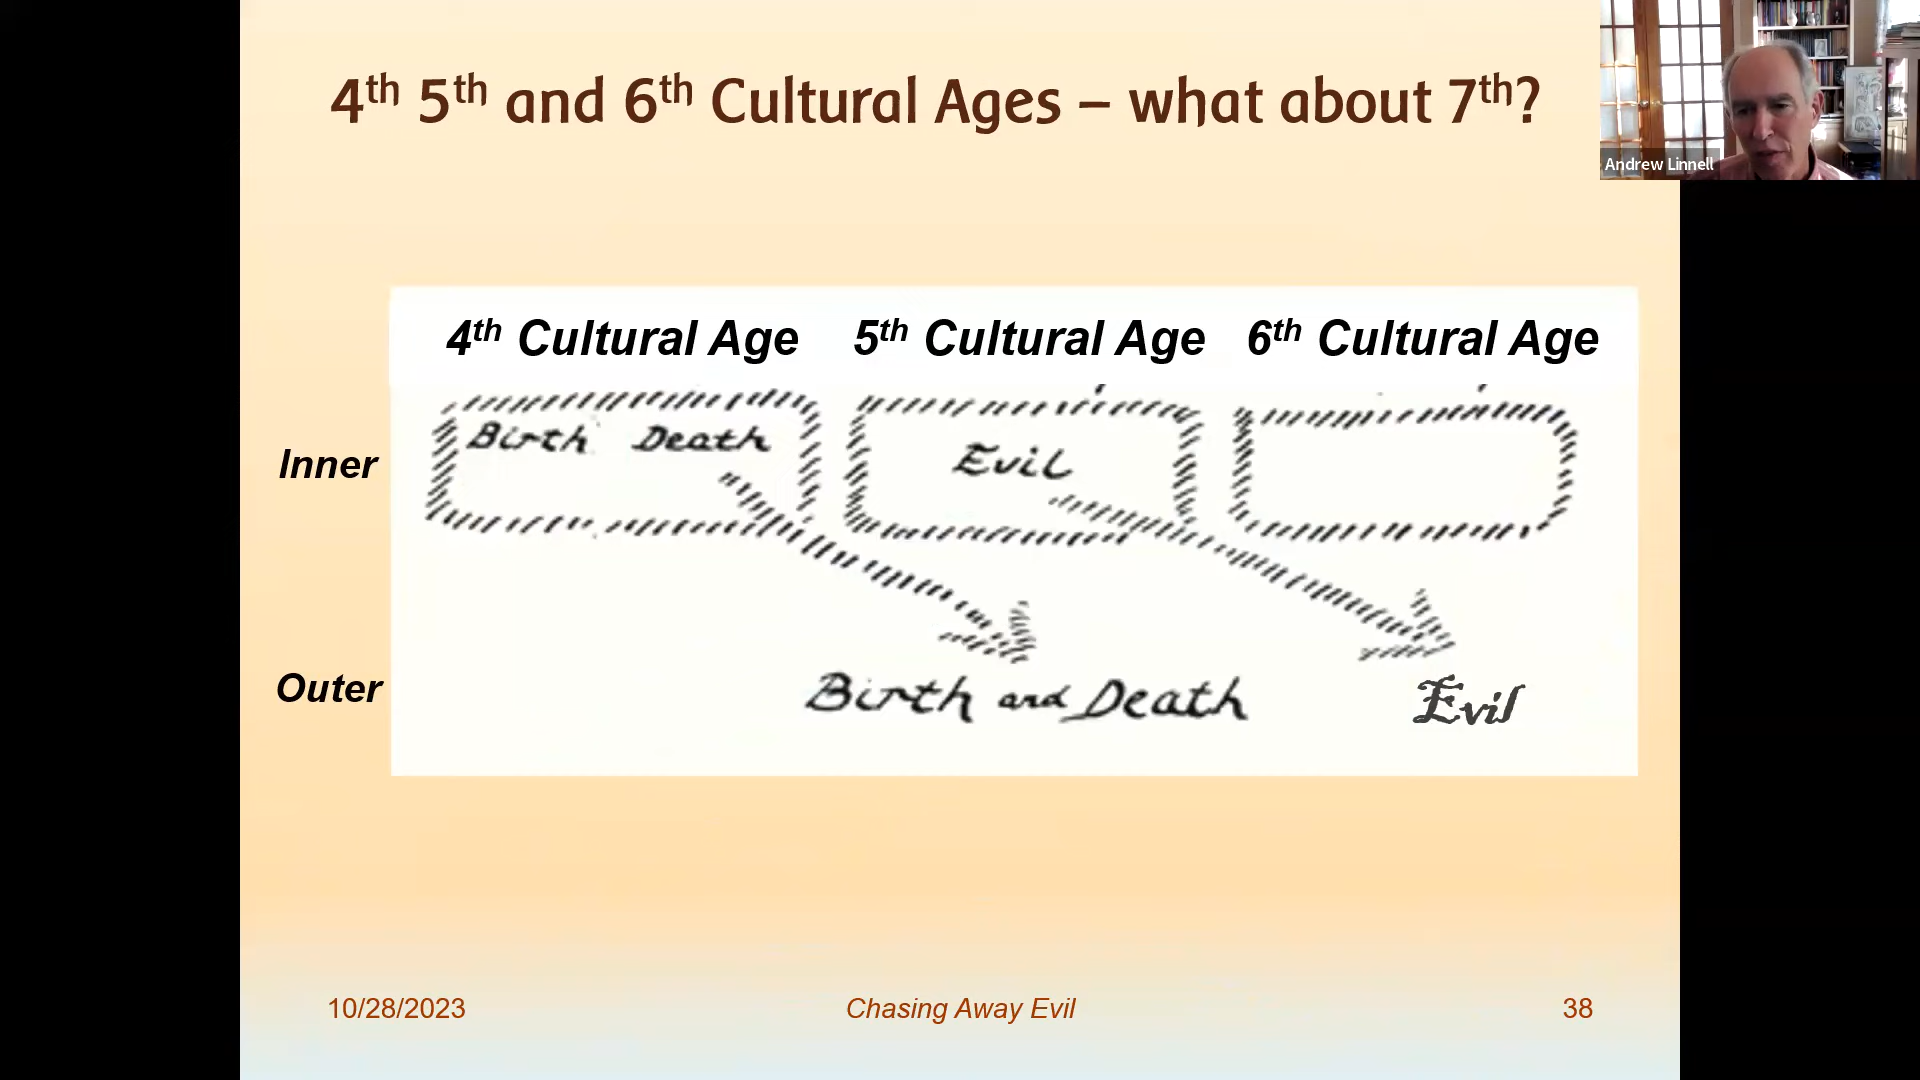 4th 5th and 6th Cultural Ages – what about 7th?
Andrew Linnell
4th Cultural Age 5th Cultural Age 6th Cultural Age
Inner
Birth Death
Evil
Outer
Birth and Death
Evil
10/28/2023
Chasing Away Evil
38